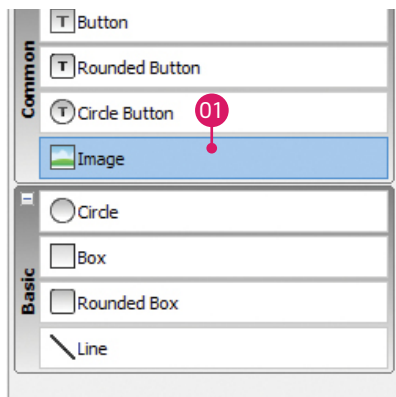 Common
T Button
T Rounded Button
T Circle Button
01
Image
Basic
Circle
Box
Rounded Box
Line